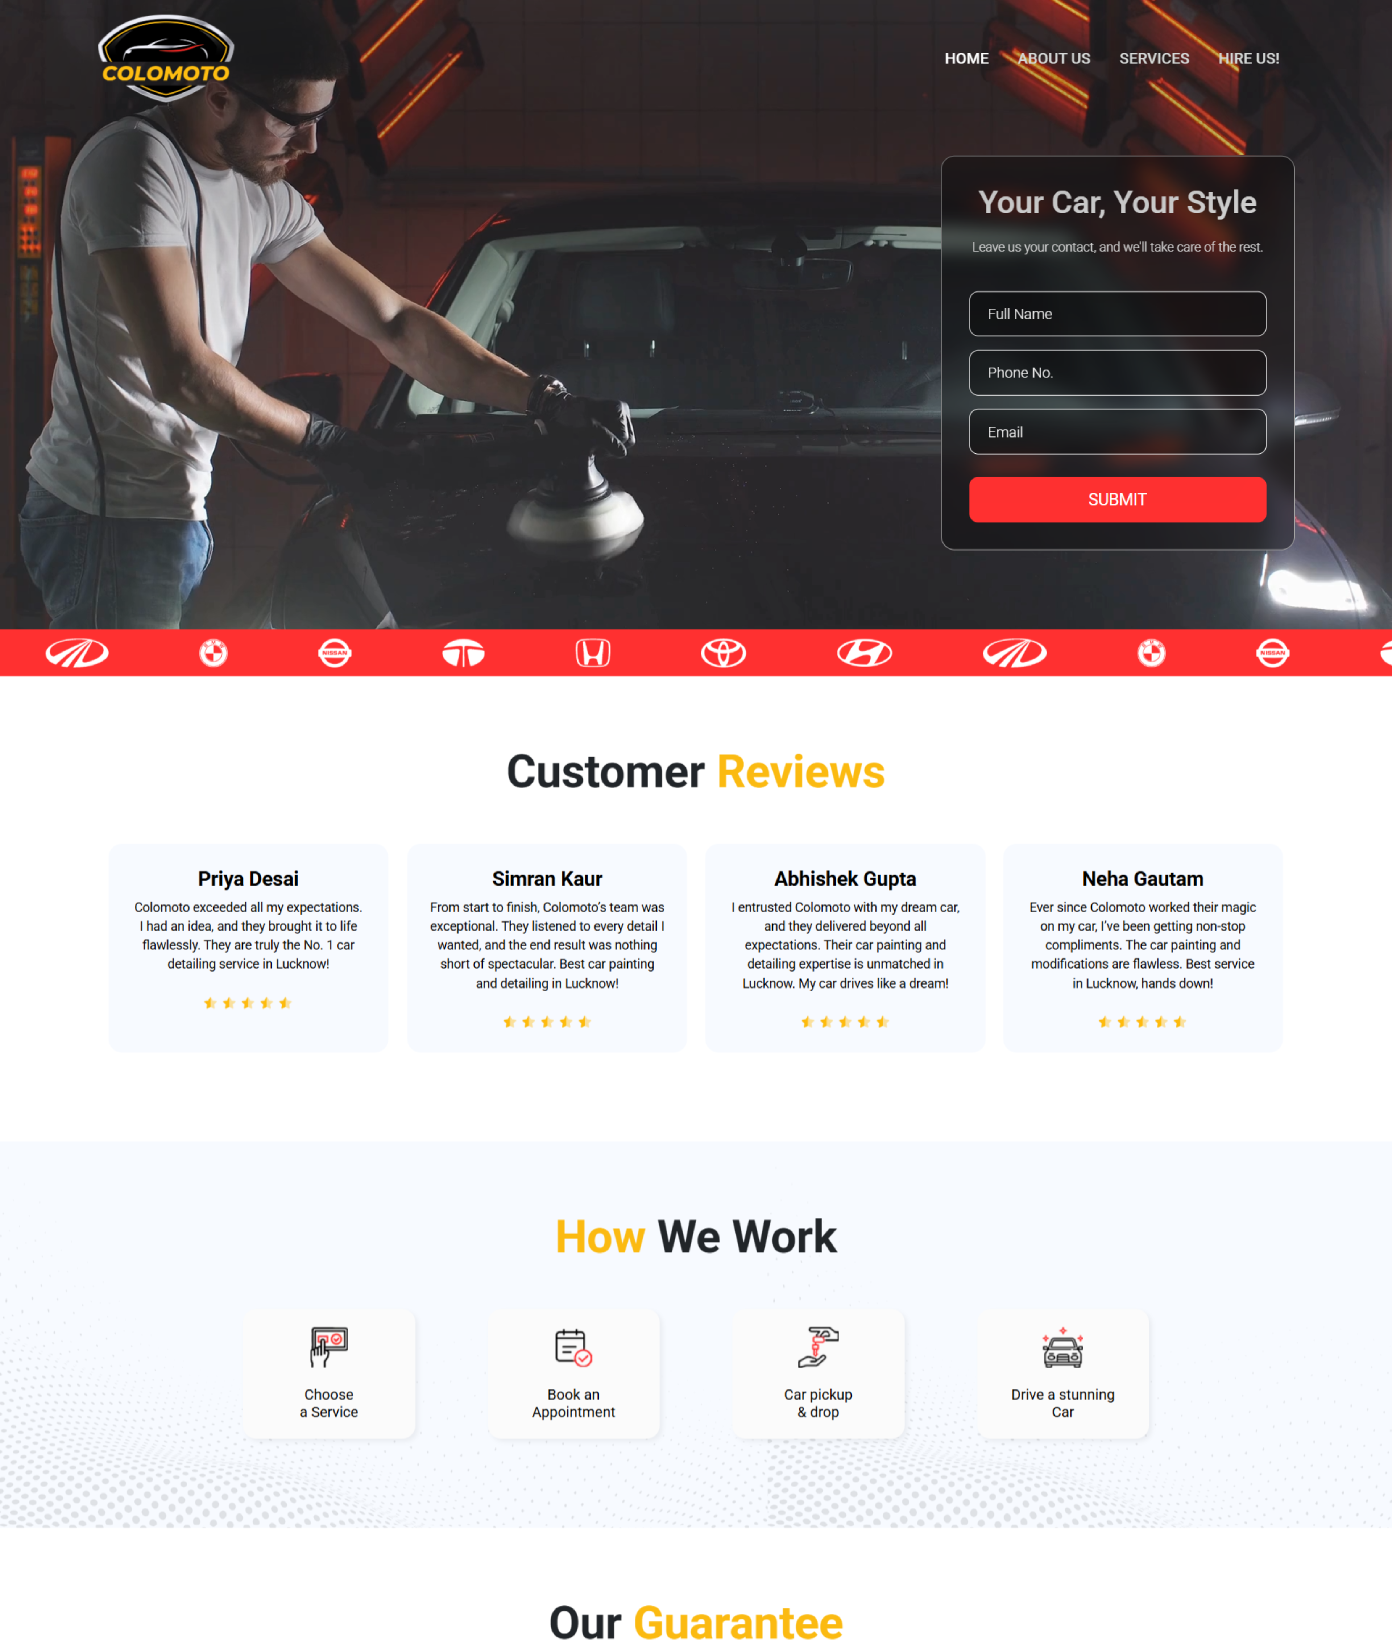 COLOMOTO
HOME ABOUT US SERVICES HIRE US!
Your Car, Your Style
Leave us your contact, and we'll take care of the rest.
Full Name
Phone No.
Email
SUBMIT
NISSAN
NISSAN
Customer Reviews
Priya Desai
Colomoto exceeded all my expectations.
I had an idea, and they brought it to life
flawlessly. They are truly the No. 1 car
detailing service in Lucknow!
Simran Kaur
From start to finish, Colomoto’s team was
exceptional. They listened to every detail I
wanted, and the end result was nothing
short of spectacular. Best car painting
and detailing in Lucknow!
Abhishek Gupta
I entrusted Colomoto with my dream car,
and they delivered beyond all
expectations. Their car painting and
detailing expertise is unmatched in
Lucknow. My car drives like a dream!
Neha Gautam
Ever since Colomoto worked their magic
on my car, I’ve been getting non-stop
compliments. The car painting and
modifications are flawless. Best service
in Lucknow, hands down!
How We Work
Choose
a Service
Book an
Appointment
Car pickup
& drop
Drive a stunning
Car
Our Guarantee